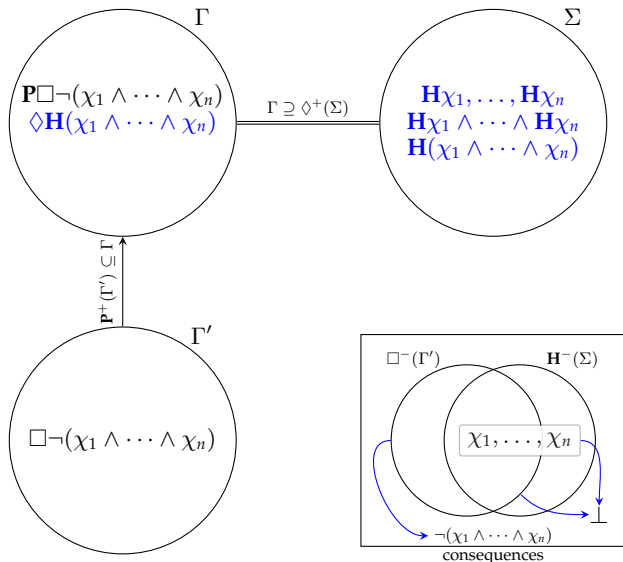 Γ
Σ
𝐏□¬(χ₁ ∧ ⋯ ∧ χₙ)
◊𝐇(χ₁ ∧ ⋯ ∧ χₙ)
Γ ⊇ ◊⁺(Σ)
𝐇χ₁, . . . , 𝐇χₙ
𝐇χ₁ ∧ ⋯ ∧ 𝐇χₙ
𝐇(χ₁ ∧ ⋯ ∧ χₙ)
𝐏⁺(Γ′) ⊆ Γ
Γ′
□¬(χ₁ ∧ ⋯ ∧ χₙ)
□⁻(Γ′)
𝐇⁻(Σ)
χ₁, . . . , χₙ
⊥
¬(χ₁ ∧ ⋯ ∧ χₙ)
consequences